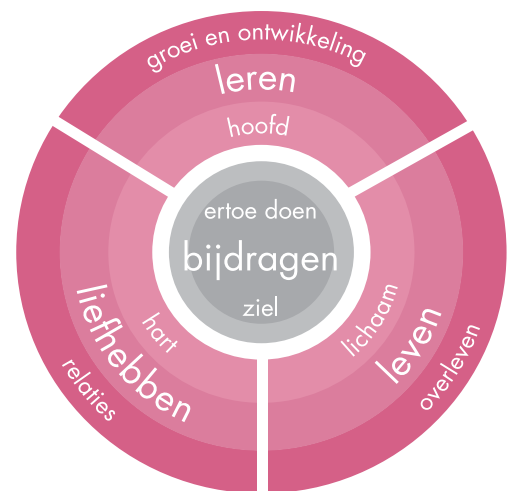 groei en ontwikkeling
leren
hoofd
ertoe doen
bijdragen
ziel
liefhebben
hart
relaties
lichaam
leven
overleven